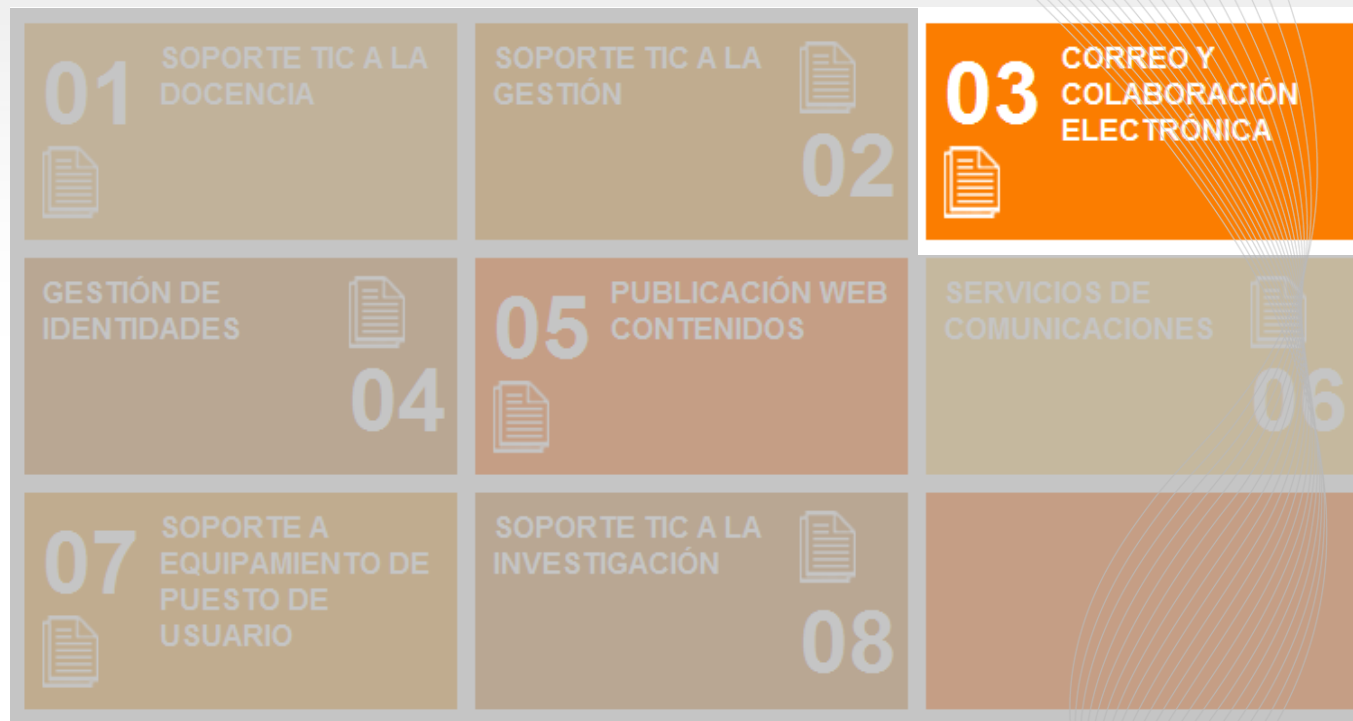 01
SOPORTE TIC A LA
DOCENCIA
SOPORTE TIC A LA
GESTIÓN
02
03
CORREO Y
COLABORACIÓN
ELECTRÓNICA
GESTIÓN DE
IDENTIDADES
04
05
PUBLICACIÓN WEB
CONTENIDOS
SERVICIOS DE
COMUNICACIONES
06
07
SOPORTE A
EQUIPAMIENTO DE
PUESTO DE
USUARIO
SOPORTE TIC A LA
INVESTIGACIÓN
08